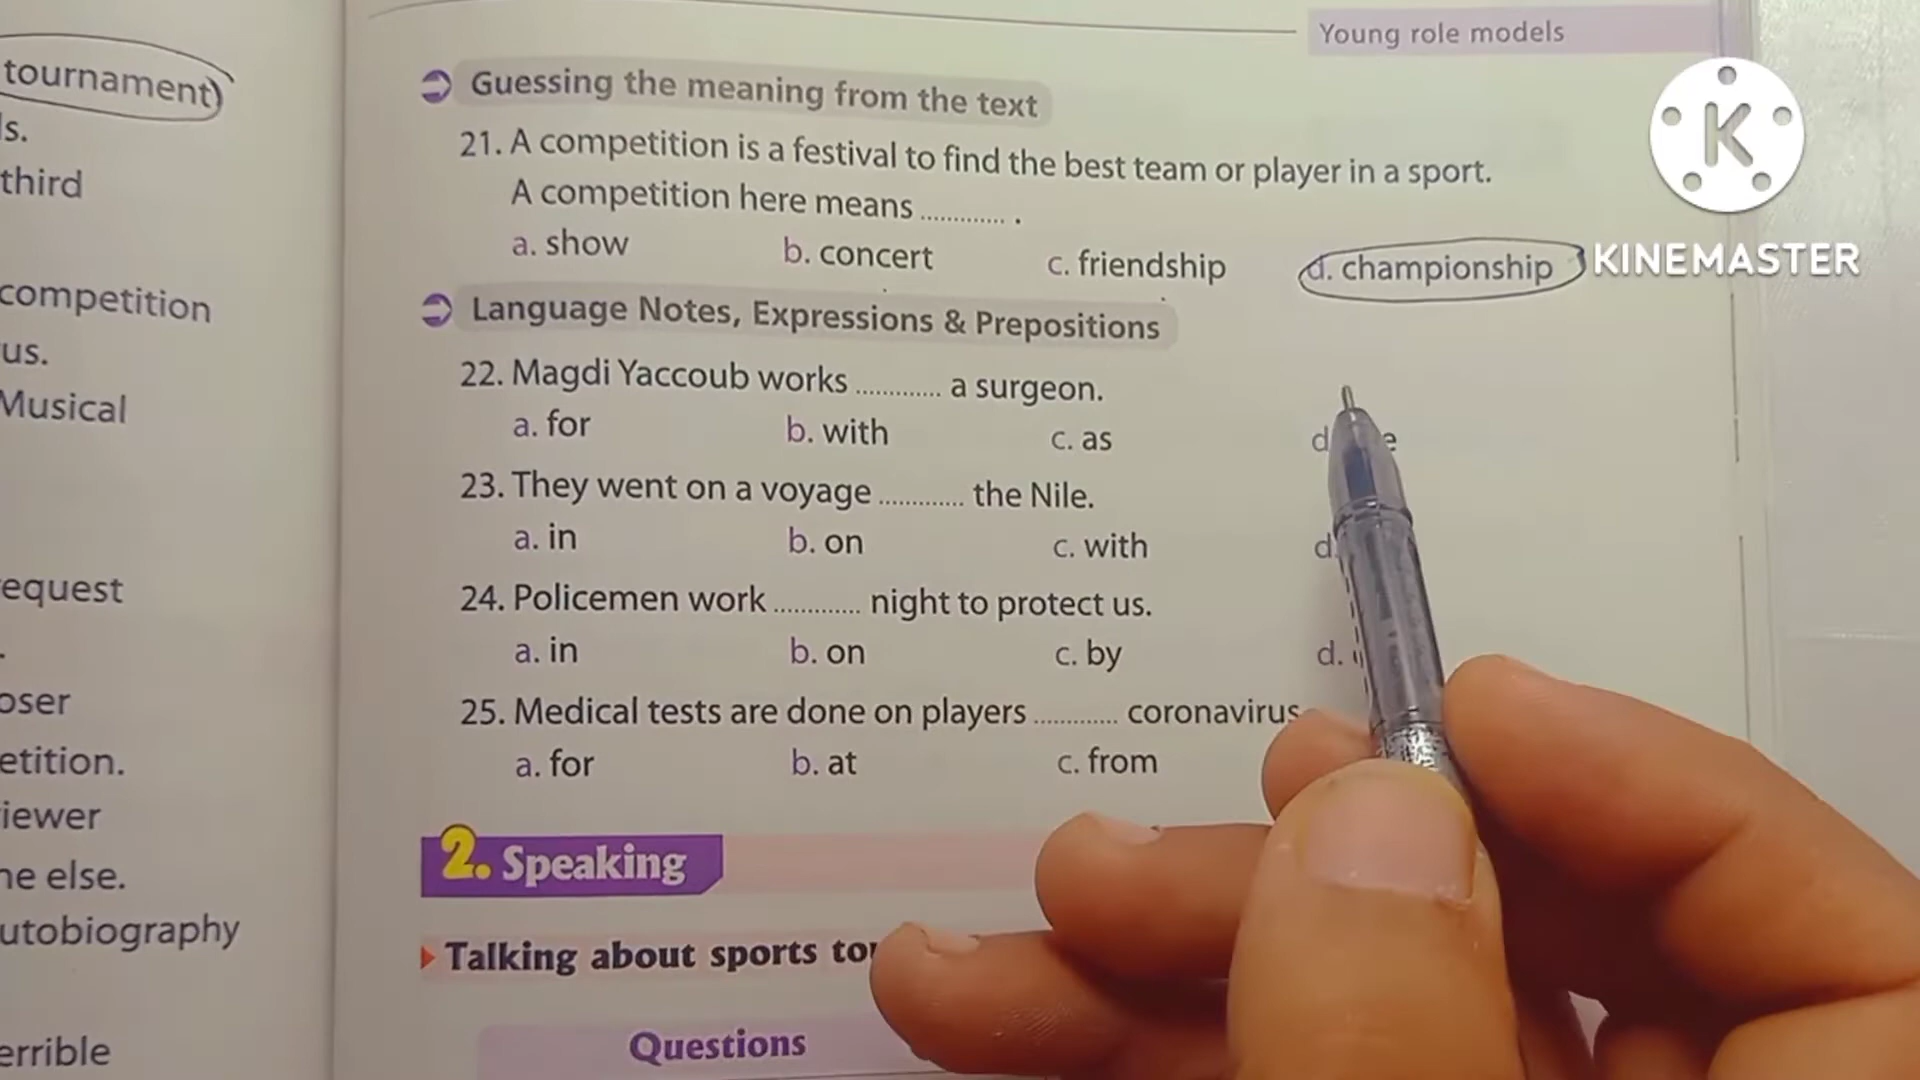 tournament
ls.
third
competition
us.
Musical
equest
oser
etition.
iewer
ne else.
utobiography
errible
Young role models
Guessing the meaning from the text
21. A competition is a festival to find the best team or player in a sport.
A competition here means ............ .
a. show b. concert c. friendship d. championship
Language Notes, Expressions & Prepositions
22. Magdi Yaccoub works ............ a surgeon.
a. for b. with c. as d e
23. They went on a voyage ............ the Nile.
a. in b. on c. with d.
24. Policemen work ............ night to protect us.
a. in b. on c. by d.
25. Medical tests are done on players ............ coronavirus
a. for b. at c. from
2. Speaking
Talking about sports
Questions
K
KINEMASTER